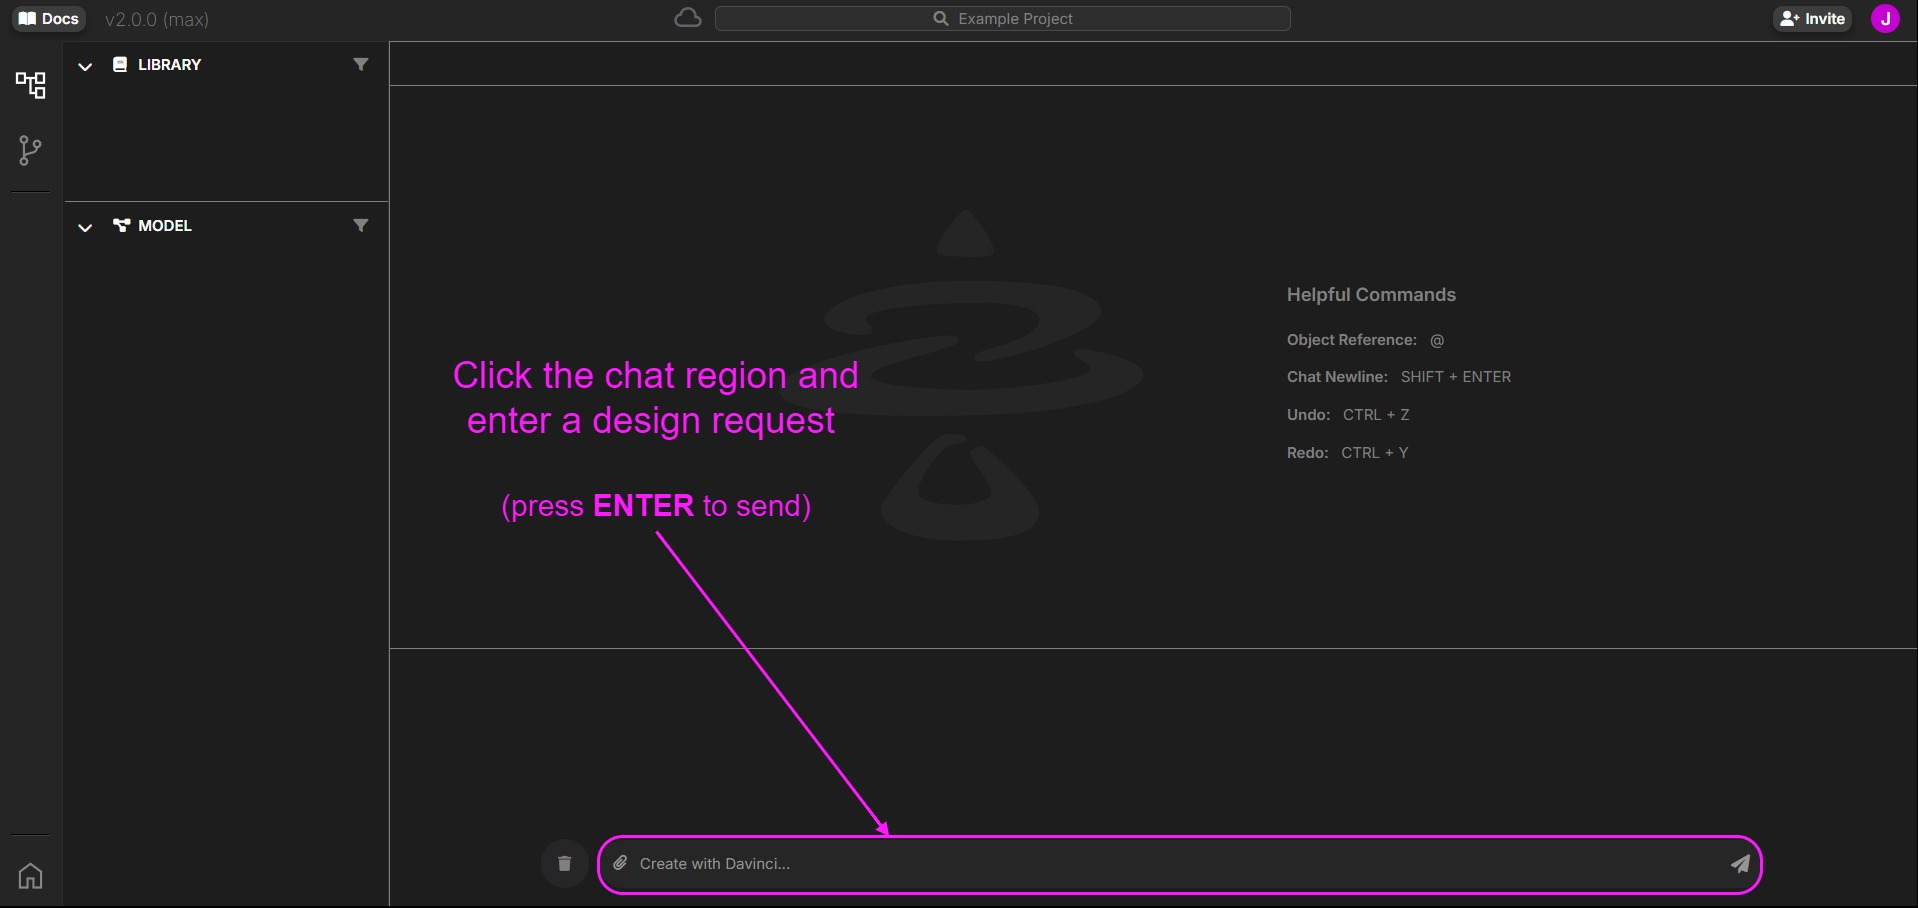 Docs
v2.0.0 (max)
Example Project
Invite
J
LIBRARY
MODEL
Helpful Commands
Object Reference: @
Chat Newline: SHIFT + ENTER
Undo: CTRL + Z
Redo: CTRL + Y
Click the chat region and
enter a design request
(press ENTER to send)
Create with Davinci...